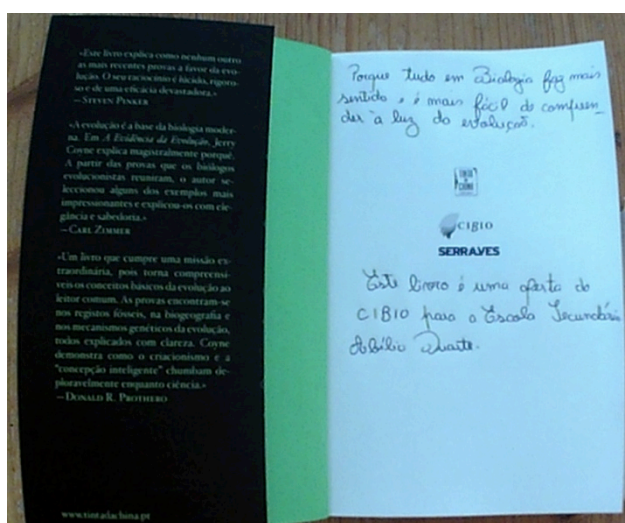 «Este livro explica como nenhum outro
as mais recentes provas a favor da evo-
lução. O seu raciocínio é lúcido, rigoro-
so e de uma eficácia devastadora.»
— STEVEN PINKER
«A evolução é a base da biologia moder-
na. Em A Evidência da Evolução, Jerry
Coyne explica magistralmente porquê.
A partir das provas que os biólogos
evolucionistas reuniram, o autor se-
leccionou alguns dos exemplos mais
impressionantes e explicou-os com ele-
gância e sabedoria.»
— CARL ZIMMER
«Um livro que cumpre uma missão ex-
traordinária, pois torna compreensí-
veis os conceitos básicos da evolução ao
leitor comum. As provas encontram-se
nos registos fósseis, na biogeografia e
nos mecanismos genéticos da evolução,
todos explicados com clareza. Coyne
demonstra como o criacionismo e a
"concepção inteligente" chumbam de-
ploravelmente enquanto ciência.»
— DONALD R. PROTHERO
www.tintadachina.pt
Porque tudo em Biologia faz mais
sentido e é mais fácil de compreen-
der à luz da evolução.
TINTA
DA
CHINA
CIBIO
SERRALVES
Este livro é uma oferta do
CIBIO para a Escola Secundária
Abílio Duarte.